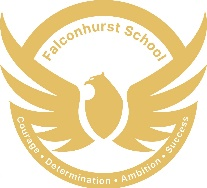 Falconhurst School
Courage • Determination • Ambition • Success